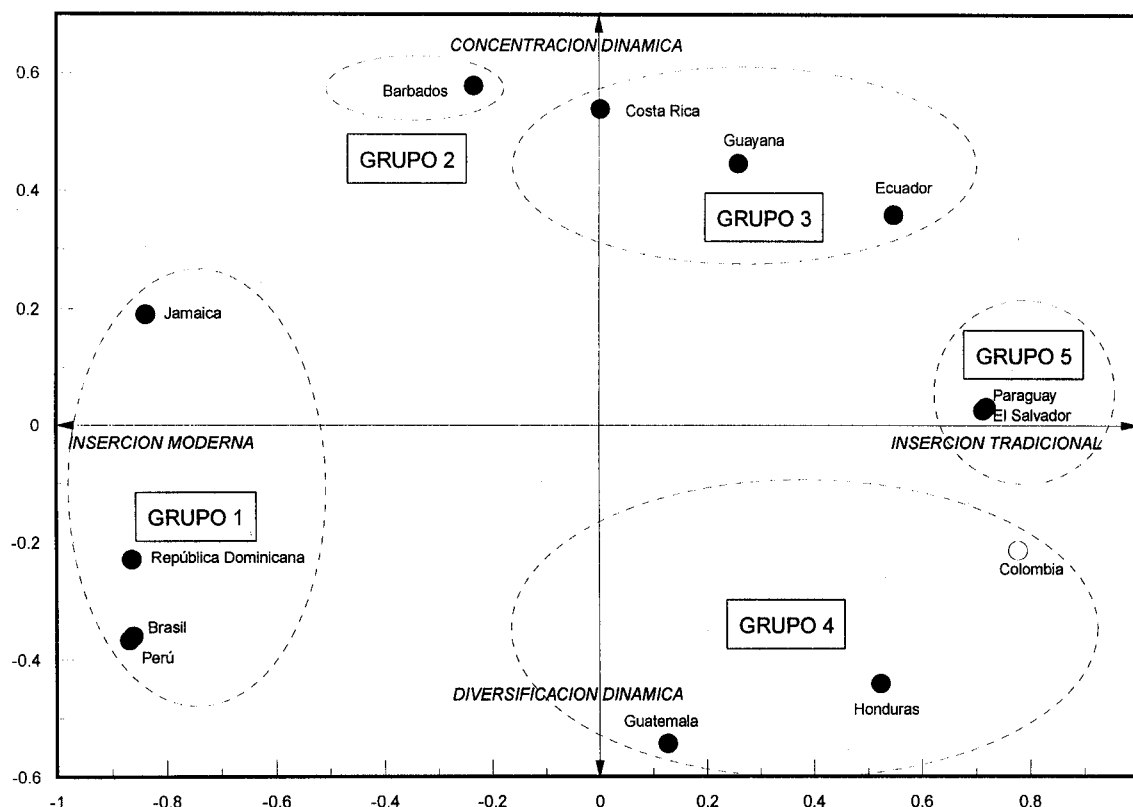 CONCENTRACION DINAMICA
0.6
Barbados
Costa Rica
GRUPO 2
Guayana
0.4
Ecuador
GRUPO 3
Jamaica
0.2
GRUPO 5
Paraguay
El Salvador
0
INSERCION MODERNA
INSERCION TRADICIONAL
GRUPO 1
-0.2
República Dominicana
Colombia
Brasil
GRUPO 4
Perú
-0.4
DIVERSIFICACION DINAMICA
Guatemala
Honduras
-0.6
-1 -0.8 -0.6 -0.4 -0.2 0 0.2 0.4 0.6 0.8